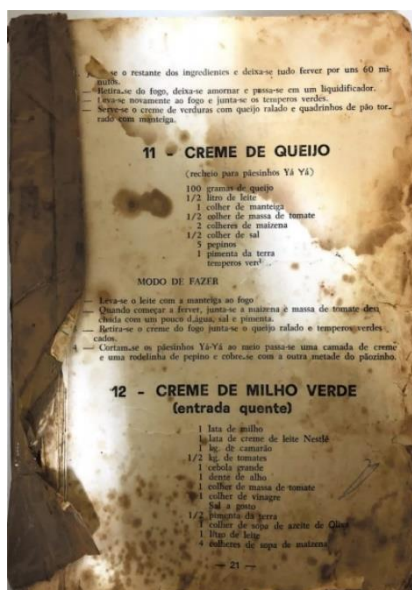 se o restante dos ingredientes e deixa-se tudo ferver por uns 60 mi-
nutos.
— Retira-se do fogo, deixa-se amornar e passa-se em um liquidificador.
— Leva-se novamente ao fogo e junta-se os temperos verdes.
— Serve-se o creme de verduras com queijo ralado e quadrinhos de pão tor-
rado com manteiga.
11 - CREME DE QUEIJO
(recheio para pãesinhos Yá Yá)
100 gramas de queijo
1/2 litro de leite
1 colher de manteiga
1/2 colher de massa de tomate
2 colheres de maizena
1/2 colher de sal
5 pepinos
1 pimenta da terra
temperos
MODO DE FAZER
— Leva-se o leite com a manteiga ao fogo
— Quando começar a ferver, junta-se a maizena e massa de tomate
com um pouco d,água, sal e pimenta.
— Retira-se o creme do fogo junta-se o queijo ralado e temperos verdes
cados.
4 — Cortam-se os pãesinhos Yá-Yá ao meio passa-se uma camada de creme
e uma rodelinha de pepino e cobre-se com a outra metade do pãozinho.
12 - CREME DE MILHO VERDE
(entrada quente)
1 lata de milho
1 lata de creme de leite Nestlé
1 kg. de camarão
1/2 kg. de tomates
1 cebola grande
1 dente de alho
1 colher de massa de tomate
1 colher de vinagre
Sal a gosto
1/2 pimenta da terra
1 colher de sopa de azeite de
1 litro de leite
4 colheres de sopa de maizena
— 21 —